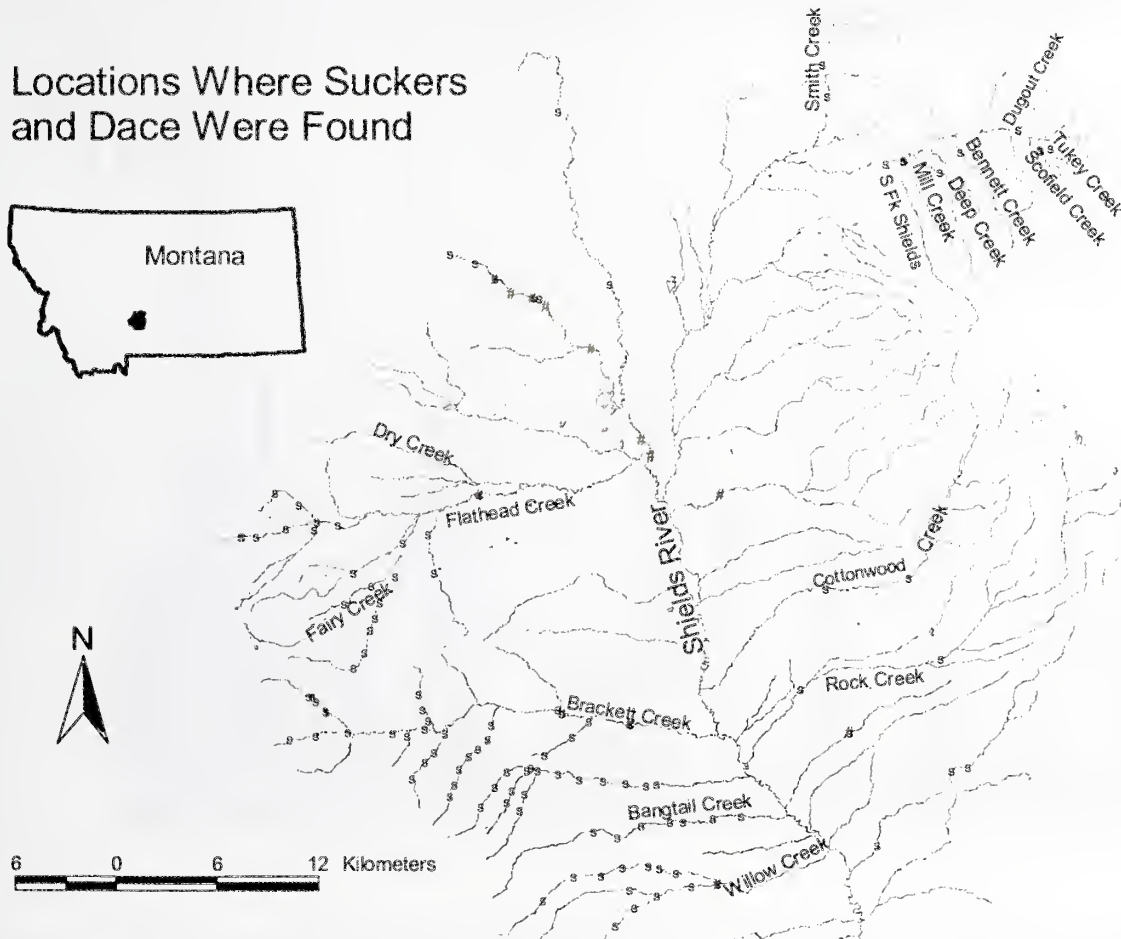 Locations Where Suckers
and Dace Were Found
Montana
Smith Creek
Dugout Creek
Tukey Creek
Scofield Creek
Bennett Creek
Deep Creek
Mill Creek
S Fk Shields
Dry Creek
Flathead Creek
Shields River
Cottonwood Creek
Fairy Creek
N
Rock Creek
Brackett Creek
Bangtail Creek
Willow Creek
6 0 6 12 Kilometers